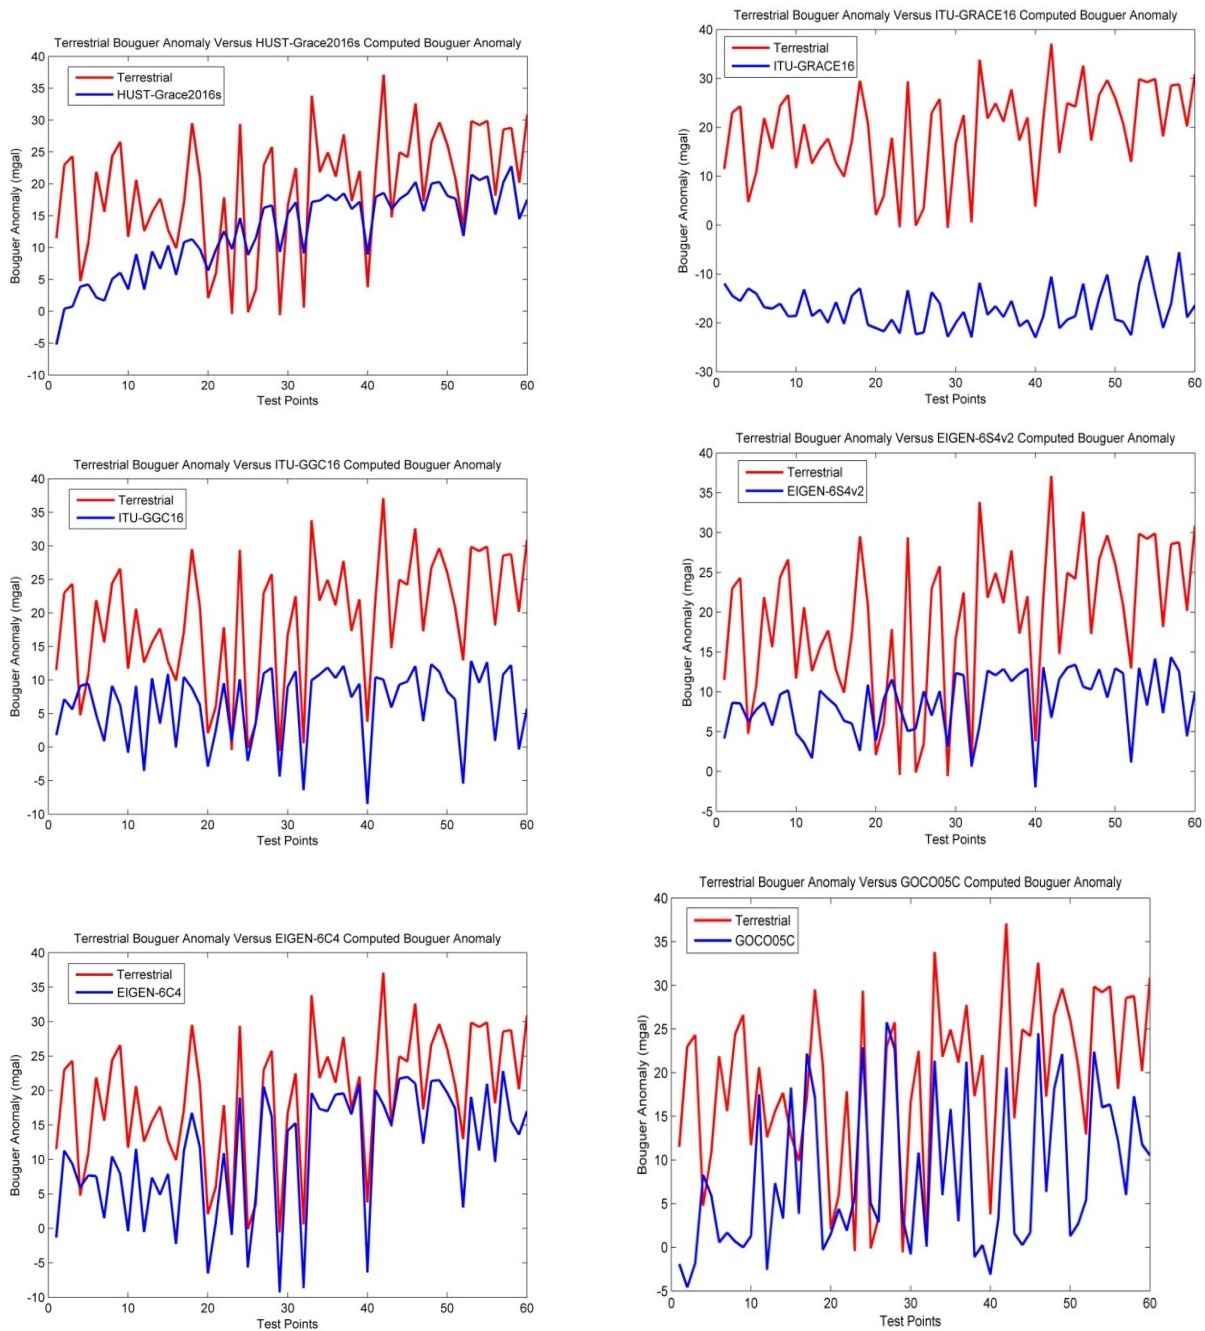 Terrestrial Bouguer Anomaly Versus HUST-Grace2016s Computed Bouguer Anomaly
40
35
30
25
20
15
10
5
0
-5
-10
Bouguer Anomaly (mgal)
Terrestrial
HUST-Grace2016s
0 10 20 30 40 50 60
Test Points
Terrestrial Bouguer Anomaly Versus ITU-GRACE16 Computed Bouguer Anomaly
40
30
20
10
0
-10
-20
-30
Bouguer Anomaly (mgal)
Terrestrial
ITU-GRACE16
0 10 20 30 40 50 60
Test Points
Terrestrial Bouguer Anomaly Versus ITU-GGC16 Computed Bouguer Anomaly
40
35
30
25
20
15
10
5
0
-5
-10
Bouguer Anomaly (mgal)
Terrestrial
ITU-GGC16
0 10 20 30 40 50 60
Test Points
Terrestrial Bouguer Anomaly Versus EIGEN-6S4v2 Computed Bouguer Anomaly
40
35
30
25
20
15
10
5
0
-5
Bouguer Anomaly (mgal)
Terrestrial
EIGEN-6S4v2
0 10 20 30 40 50 60
Test Points
Terrestrial Bouguer Anomaly Versus EIGEN-6C4 Computed Bouguer Anomaly
40
35
30
25
20
15
10
5
0
-5
-10
Bouguer Anomaly (mgal)
Terrestrial
EIGEN-6C4
0 10 20 30 40 50 60
Test Points
Terrestrial Bouguer Anomaly Versus GOCO05C Computed Bouguer Anomaly
40
35
30
25
20
15
10
5
0
-5
Bouguer Anomaly (mgal)
Terrestrial
GOCO05C
0 10 20 30 40 50 60
Test Points